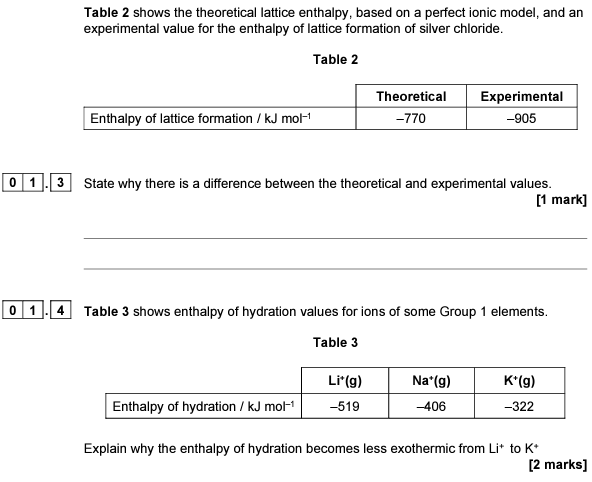 Table 2 shows the theoretical lattice enthalpy, based on a perfect ionic model, and an
experimental value for the enthalpy of lattice formation of silver chloride.
Table 2
Theoretical Experimental
Enthalpy of lattice formation / kJ mol⁻¹ –770 –905
0 1 . 3 State why there is a difference between the theoretical and experimental values.
[1 mark]
0 1 . 4 Table 3 shows enthalpy of hydration values for ions of some Group 1 elements.
Table 3
Li⁺(g) Na⁺(g) K⁺(g)
Enthalpy of hydration / kJ mol⁻¹ –519 –406 –322
Explain why the enthalpy of hydration becomes less exothermic from Li⁺ to K⁺
[2 marks]